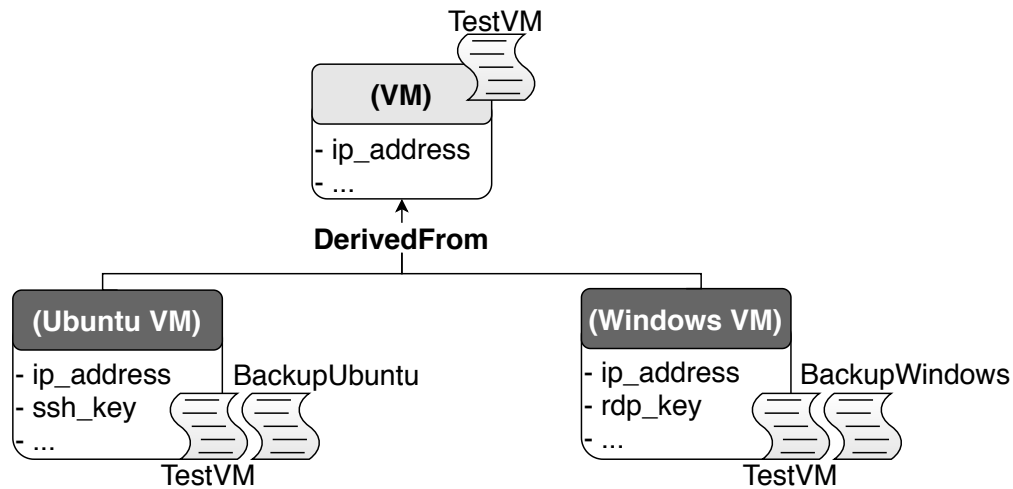 TestVM
(VM)
- ip_address
- ...
DerivedFrom
(Ubuntu VM)
- ip_address
- ssh_key
- ...
BackupUbuntu
TestVM
(Windows VM)
- ip_address
- rdp_key
- ...
BackupWindows
TestVM